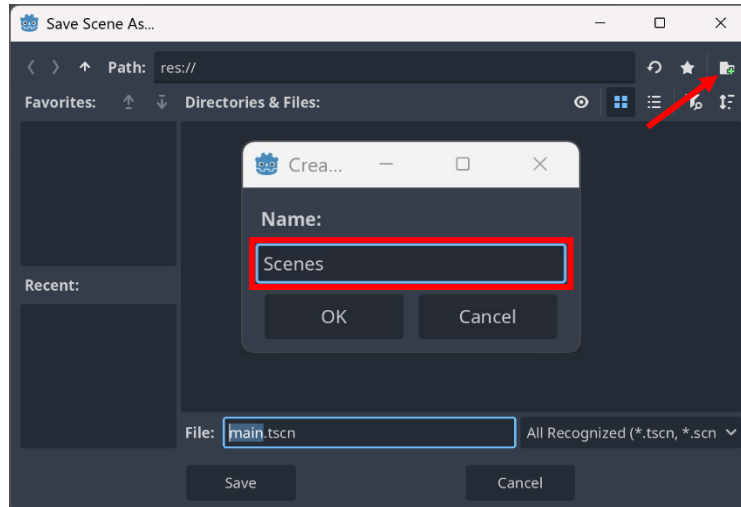 Save Scene As...
Path: res://
Favorites: Directories & Files:
Crea...
Name:
Scenes
OK Cancel
Recent:
File: main.tscn All Recognized (*.tscn, *.scn
Save Cancel